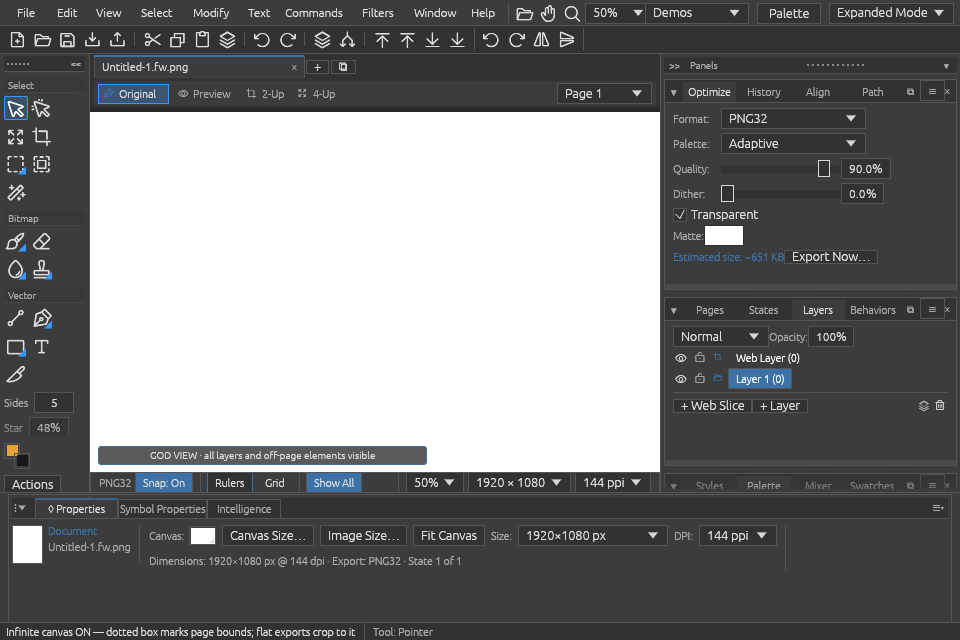 File Edit View Select Modify Text Commands Filters Window Help 50% Demos Palette Expanded Mode
Untitled-1.fw.png × +
>> Panels
Select
Original Preview 2-Up 4-Up Page 1
Optimize History Align Path
Format: PNG32
Palette: Adaptive
Quality: 90.0%
Dither: 0.0%
Transparent
Matte:
Estimated size: ~651 KB Export Now...
Bitmap
Vector
Pages States Layers Behaviors
Normal Opacity: 100%
Web Layer (0)
Layer 1 (0)
+ Web Slice + Layer
Sides 5
Star 48%
GOD VIEW · all layers and off-page elements visible
Actions
PNG32 Snap: On Rulers Grid Show All 50% 1920 × 1080 144 ppi
Styles Palette Mixer Swatches
◊ Properties Symbol Properties Intelligence
Document
Untitled-1.fw.png
Canvas: Canvas Size... Image Size... Fit Canvas Size: 1920×1080 px DPI: 144 ppi
Dimensions: 1920×1080 px @ 144 dpi · Export: PNG32 · State 1 of 1
Infinite canvas ON — dotted box marks page bounds; flat exports crop to it Tool: Pointer